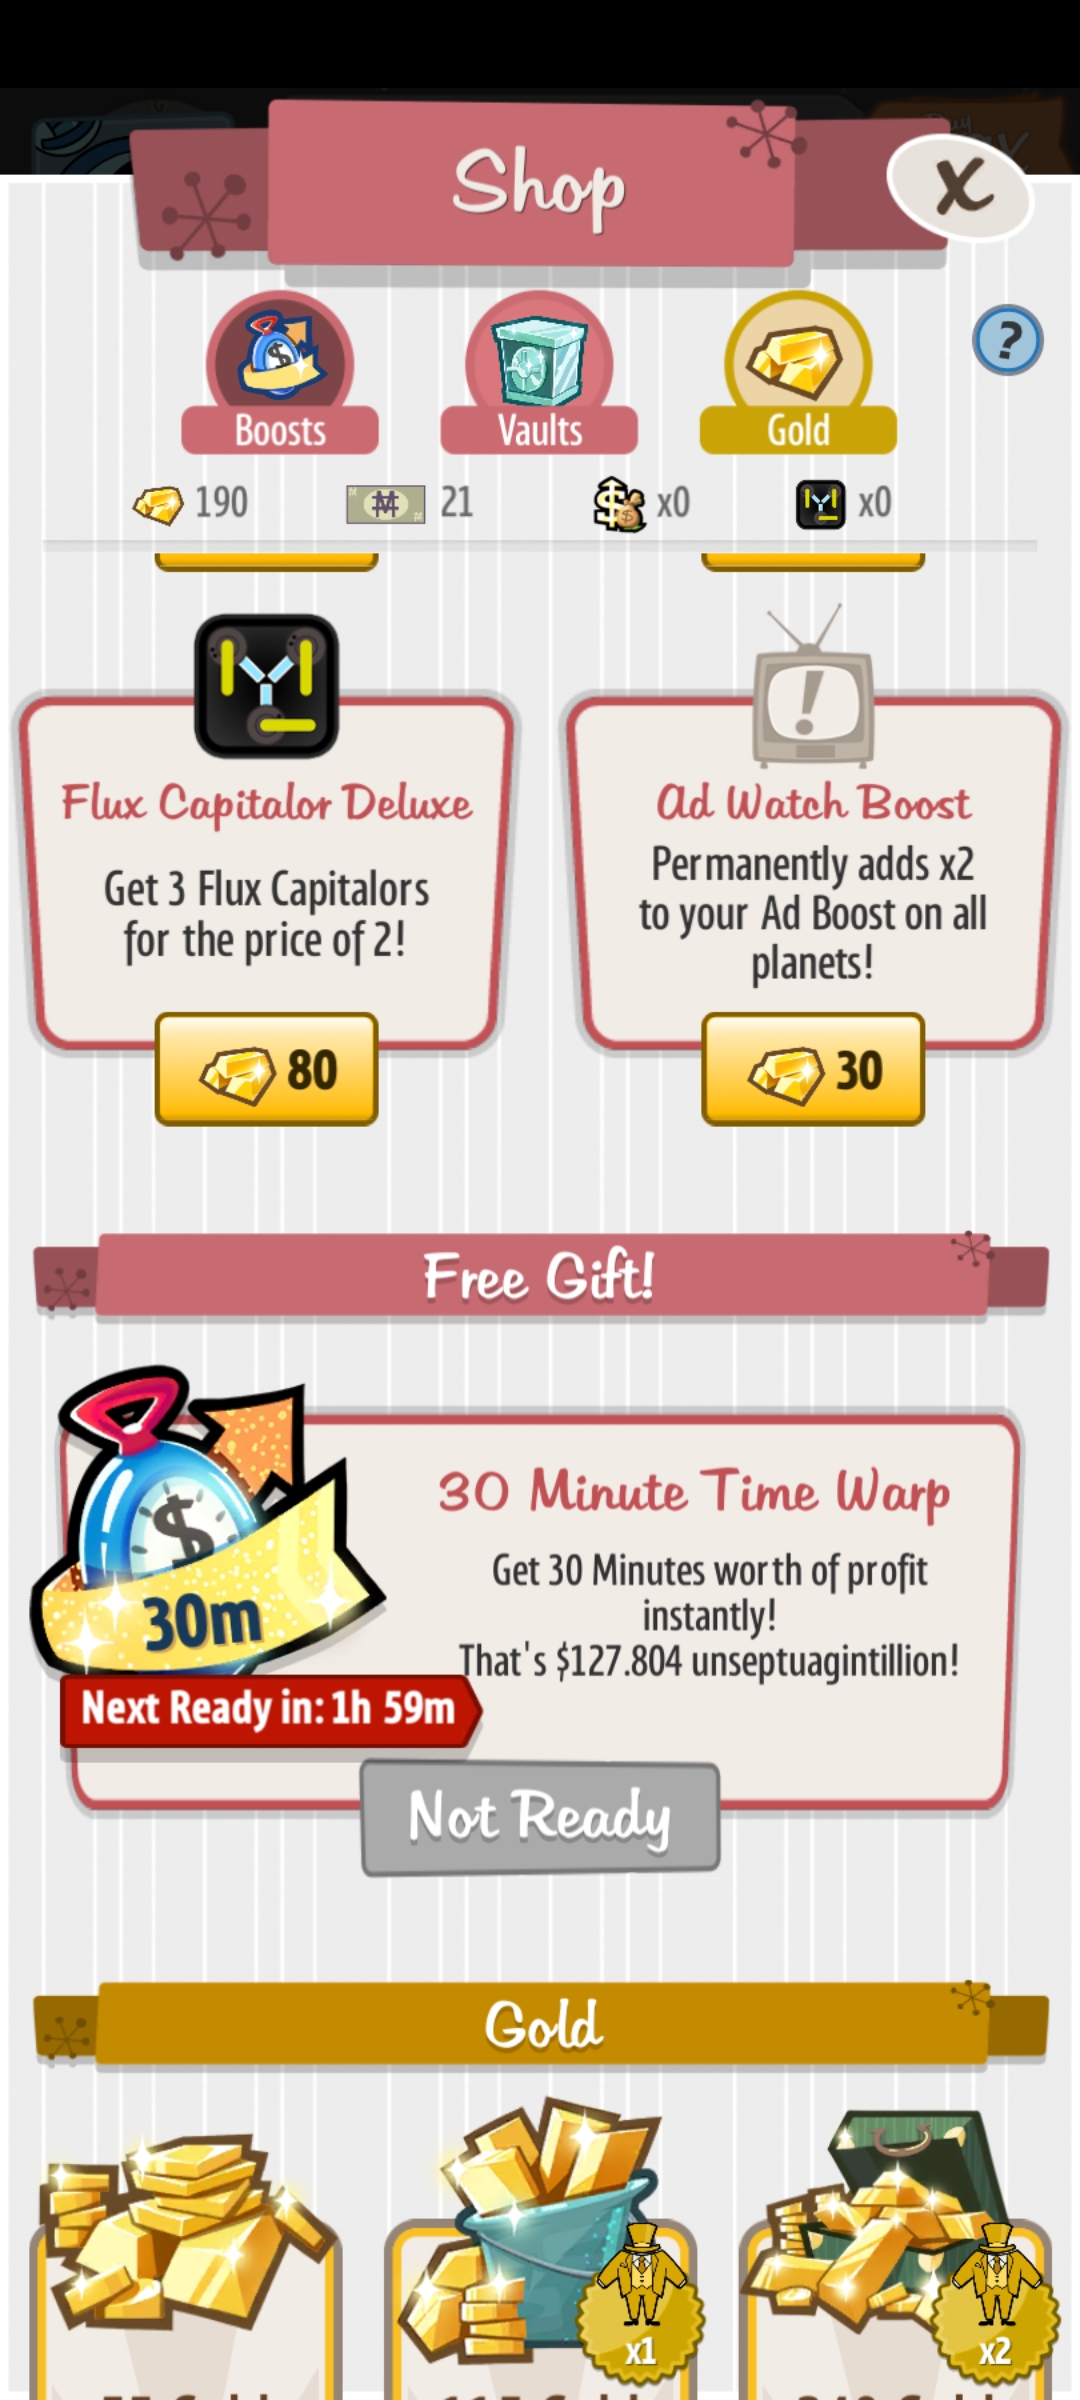 Shop
X
?
Boosts
Vaults
Gold
190
21
x0
x0
Flux Capitalor Deluxe
Get 3 Flux Capitalors
for the price of 2!
80
!
Ad Watch Boost
Permanently adds x2
to your Ad Boost on all
planets!
30
Free Gift!
$
30m
30 Minute Time Warp
Get 30 Minutes worth of profit
instantly!
That's $127.804 unseptuagintillion!
Next Ready in: 1h 59m
Not Ready
Gold
x1
x2